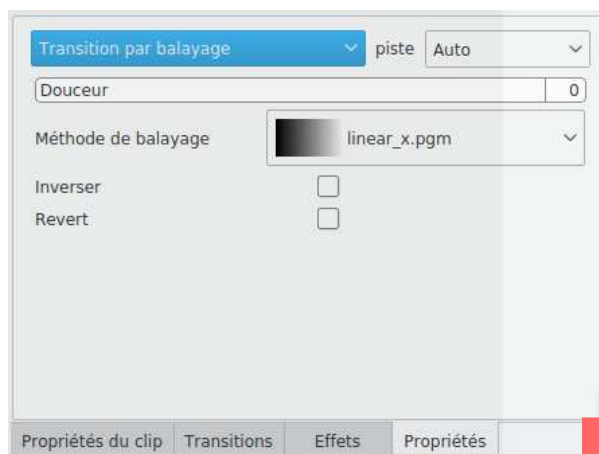 Transition par balayage piste Auto
Douceur 0
Méthode de balayage linear_x.pgm
Inverser
Revert
Propriétés du clip Transitions Effets Propriétés